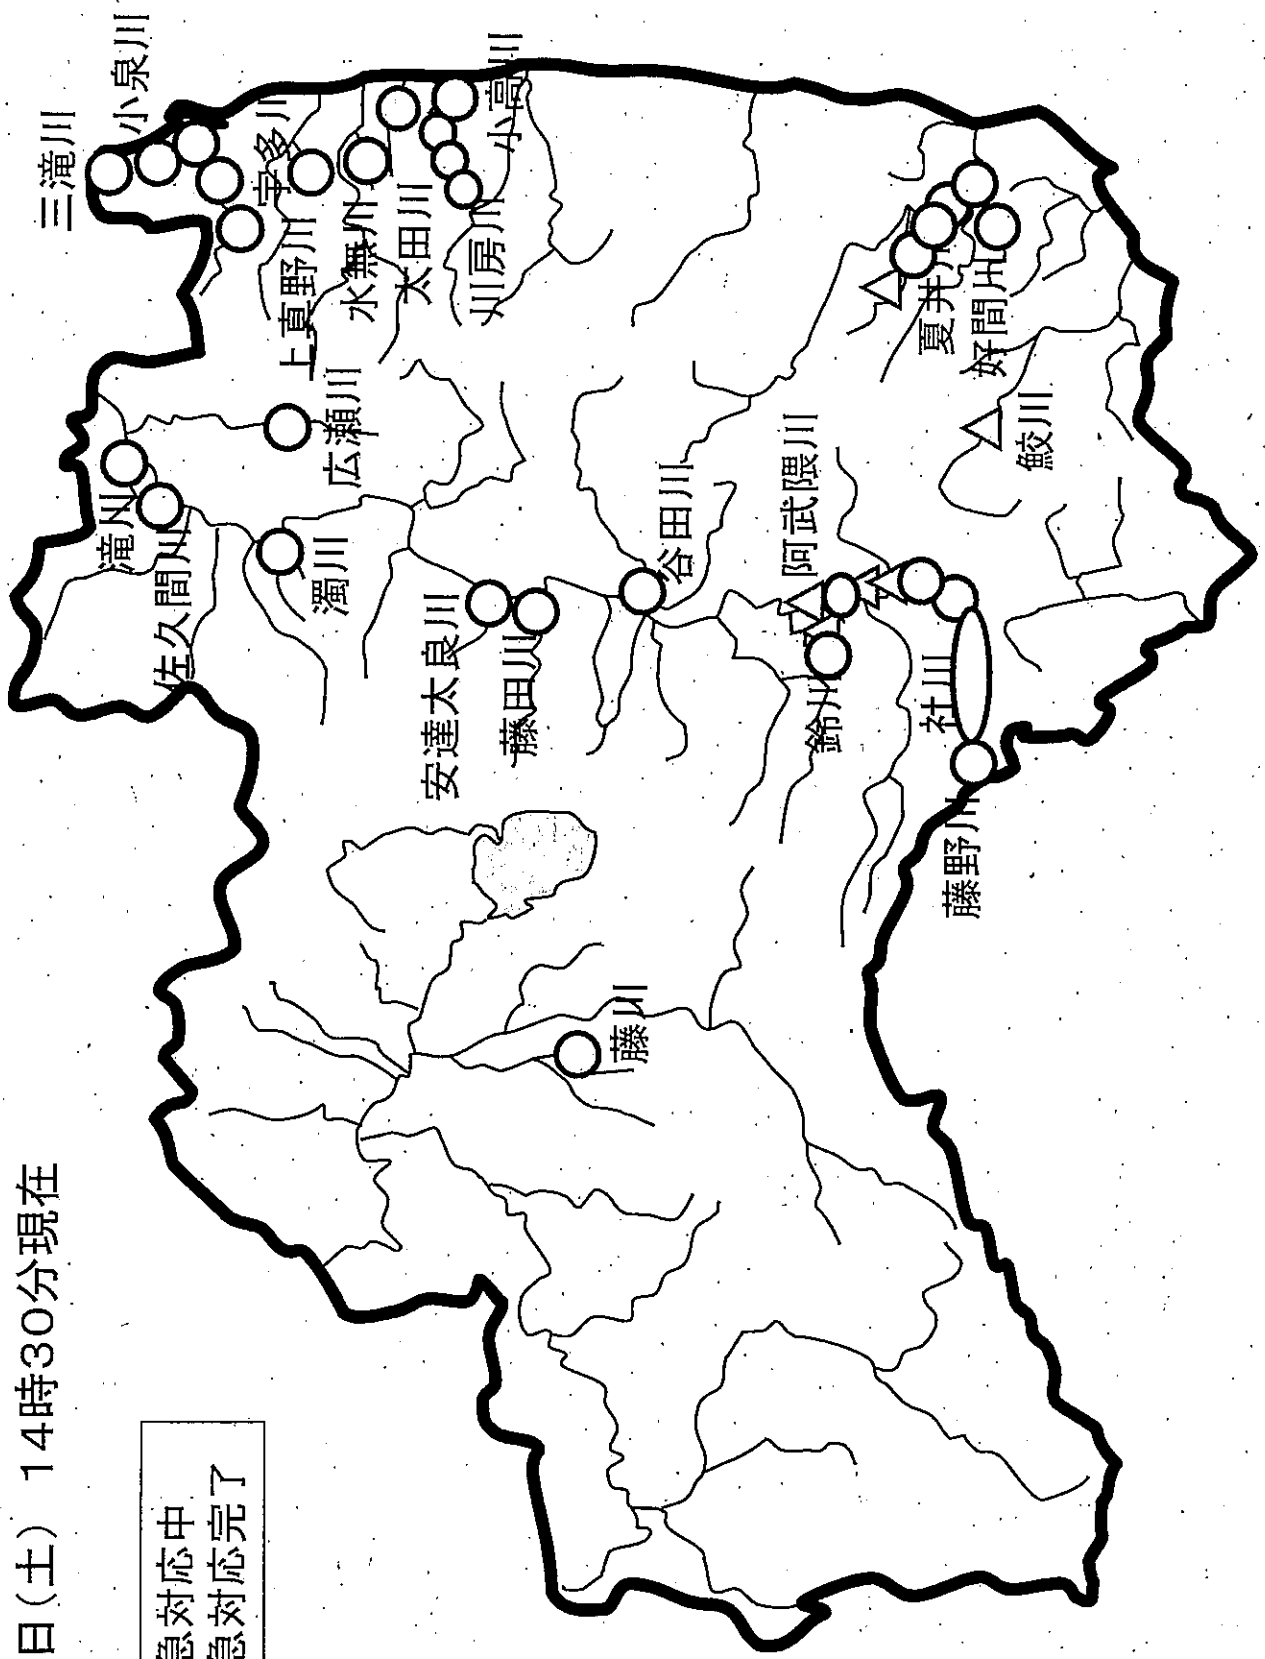 日(土) 14時30分現在
急対応中
急対応完了
三滝川
小泉川
宇多川
上真野川
水無川
太田川
小高川
刈房川
滝川
佐久間川
広瀬川
濁川
安達太良川
藤田川
谷田川
阿武隈川
鈴川
社川
藤野川
夏井川
好間川
鮫川
藤川